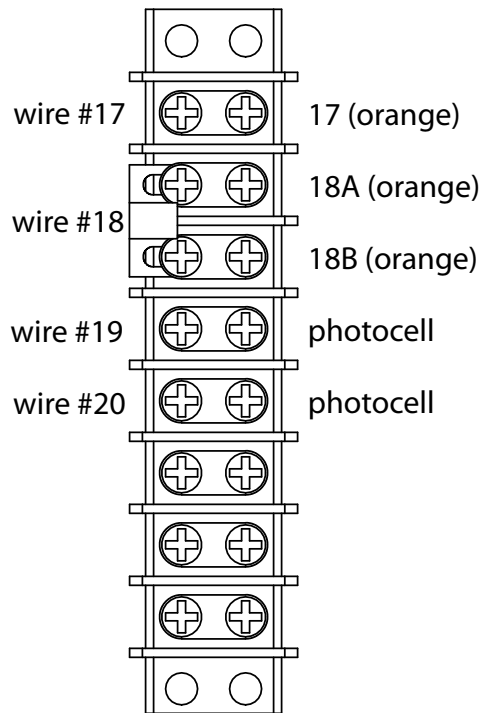 wire #17 17 (orange)
18A (orange)
wire #18
18B (orange)
wire #19 photocell
wire #20 photocell